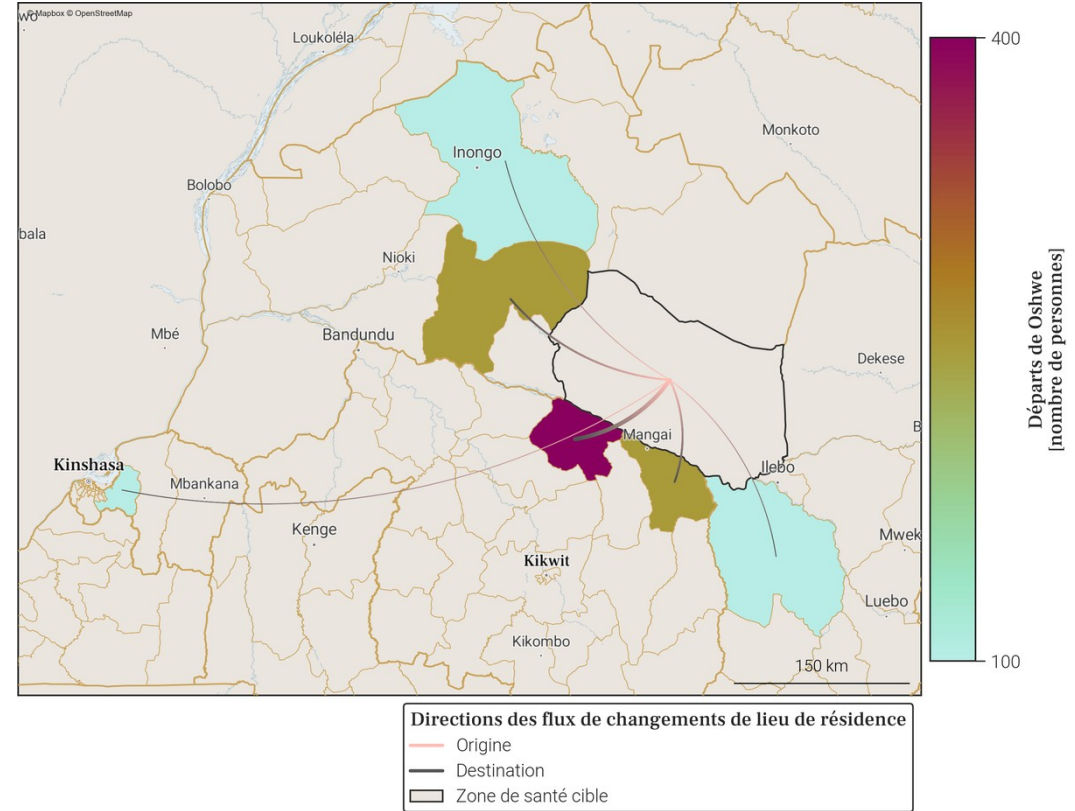 © Mapbox © OpenStreetMap
wo
Loukoléla
Monkoto
Inongo
Bolobo
bala
Nioki
Mbé
Bandundu
Dekese
B
Mangai
Kinshasa
Ilebo
Mbankana
Kenge
Mwek
Kikwit
Luebo
Kikombo
150 km
400
100
Départs de Oshwe
[nombre de personnes]
Directions des flux de changements de lieu de résidence
Origine
Destination
Zone de santé cible